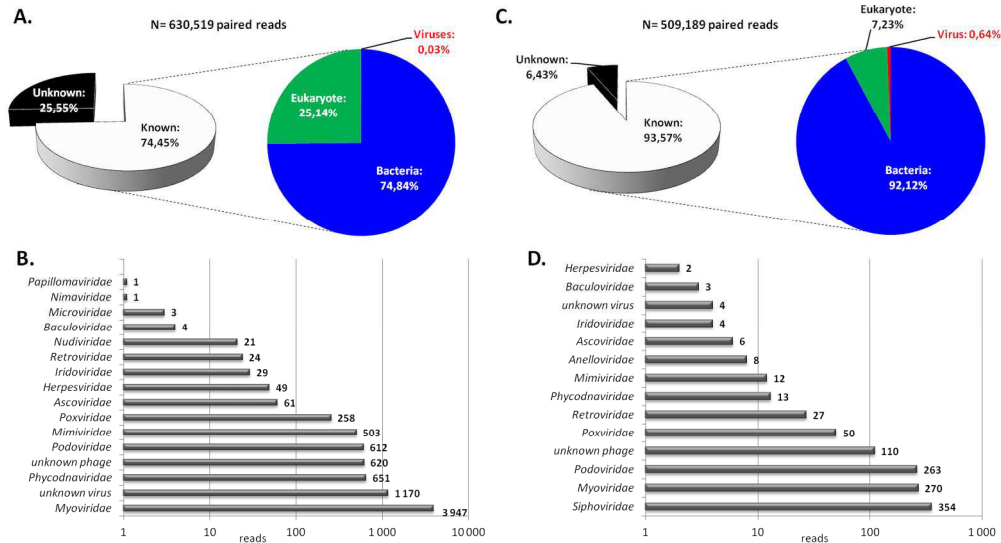 A.
N= 630,519 paired reads
Viruses:
0,03%
Unknown:
25,55%
Known:
74,45%
Eukaryote:
25,14%
Bacteria:
74,84%
C.
N= 509,189 paired reads
Eukaryote:
7,23%
Virus: 0,64%
Unknown:
6,43%
Known:
93,57%
Bacteria:
92,12%
B.
Papillomaviridae 1
Nimaviridae 1
Microviridae 3
Baculoviridae 4
Nudiviridae 21
Retroviridae 24
Iridoviridae 29
Herpesviridae 49
Ascoviridae 61
Poxviridae 258
Mimiviridae 503
Podoviridae 612
unknown phage 620
Phycodnaviridae 651
unknown virus 1 170
Myoviridae 3 947
1 10 100 1 000 10 000
reads
D.
Herpesviridae 2
Baculoviridae 3
unknown virus 4
Iridoviridae 4
Ascoviridae 6
Anelloviridae 8
Mimiviridae 12
Phycodnaviridae 13
Retroviridae 27
Poxviridae 50
unknown phage 110
Podoviridae 263
Myoviridae 270
Siphoviridae 354
1 10 100 1 000
reads